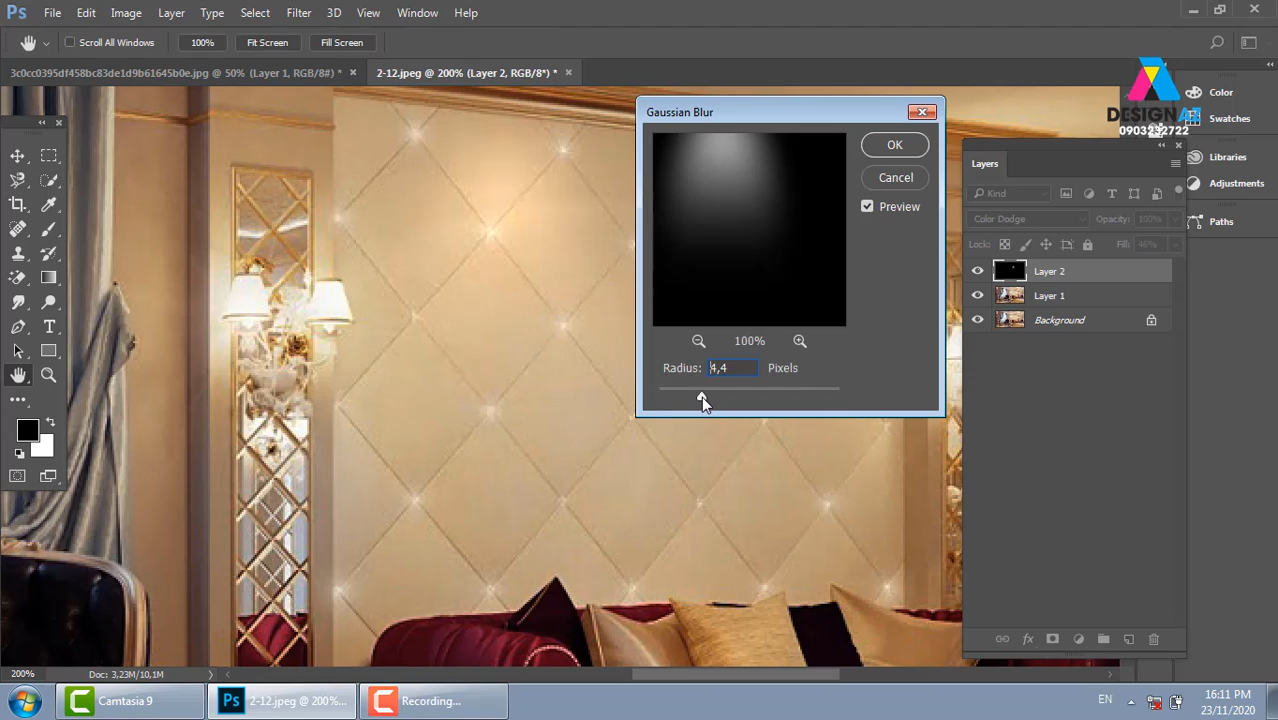 Ps File Edit Image Layer Type Select Filter 3D View Window Help
Scroll All Windows 100% Fit Screen Fill Screen
3c0cc0395df458bc83de1d9b61645b0e.jpg @ 50% (Layer 1, RGB/8#) * 2-12.jpeg @ 200% (Layer 2, RGB/8*) *
Gaussian Blur
OK
Cancel
Preview
100%
Radius: 4,4 Pixels
DESIGN AZ
Color
Swatches
Libraries
Adjustments
Paths
Layers
Kind
Color Dodge Opacity: 100%
Lock: Fill: 46%
Layer 2
Layer 1
Background
fx
200% Doc: 3,23M/10,1M
Camtasia 9
Ps 2-12.jpeg @ 200%...
Recording...
EN
16:11 PM
23/11/2020